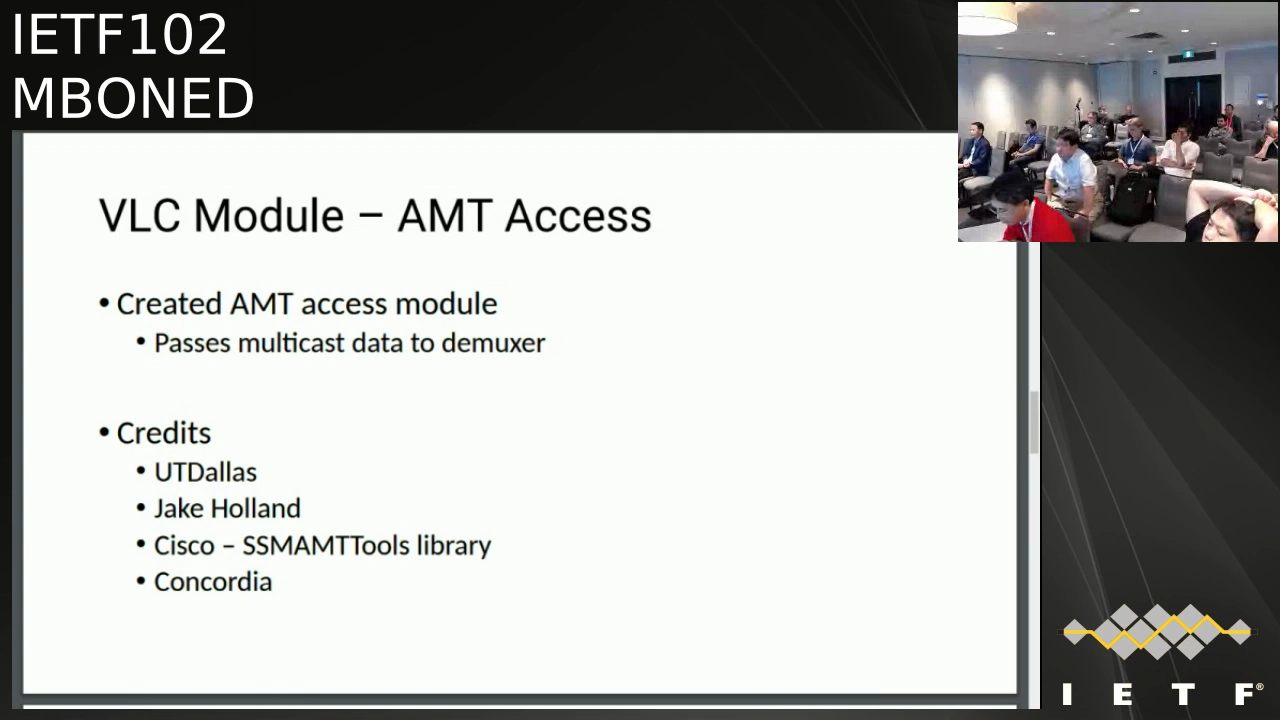 IETF102
MBONED
VLC Module – AMT Access
• Created AMT access module
• Passes multicast data to demuxer
• Credits
• UTDallas
• Jake Holland
• Cisco – SSMAMTTools library
• Concordia
I E T F®